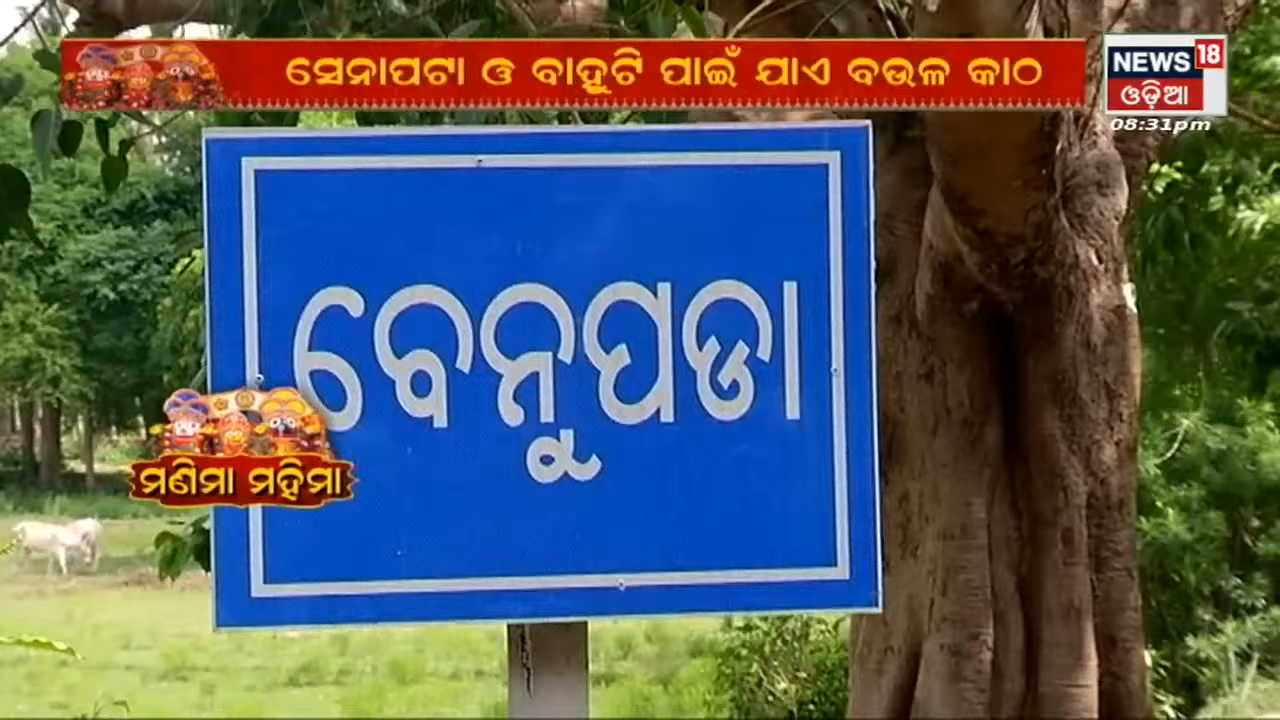 ସେନାପଟା ଓ ବାହୁଟି ପାଇଁ ଯାଏ ବଉଳ କାଠ
NEWS 18
ଓଡ଼ିଆ
08:31pm
ବେନୁପଡା
ମଣିମା ମହିମା